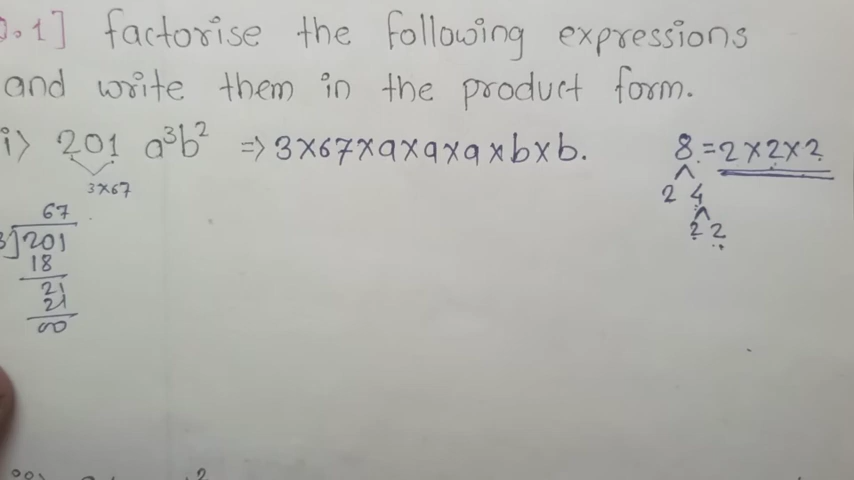 Q.1] factorise the following expressions
and write them in the product form.
i> 201 a³b² => 3×67×a×a×a×b×b.
3×67
8 = 2×2×2
2 4
2 2
67
3)201
18
21
21
00